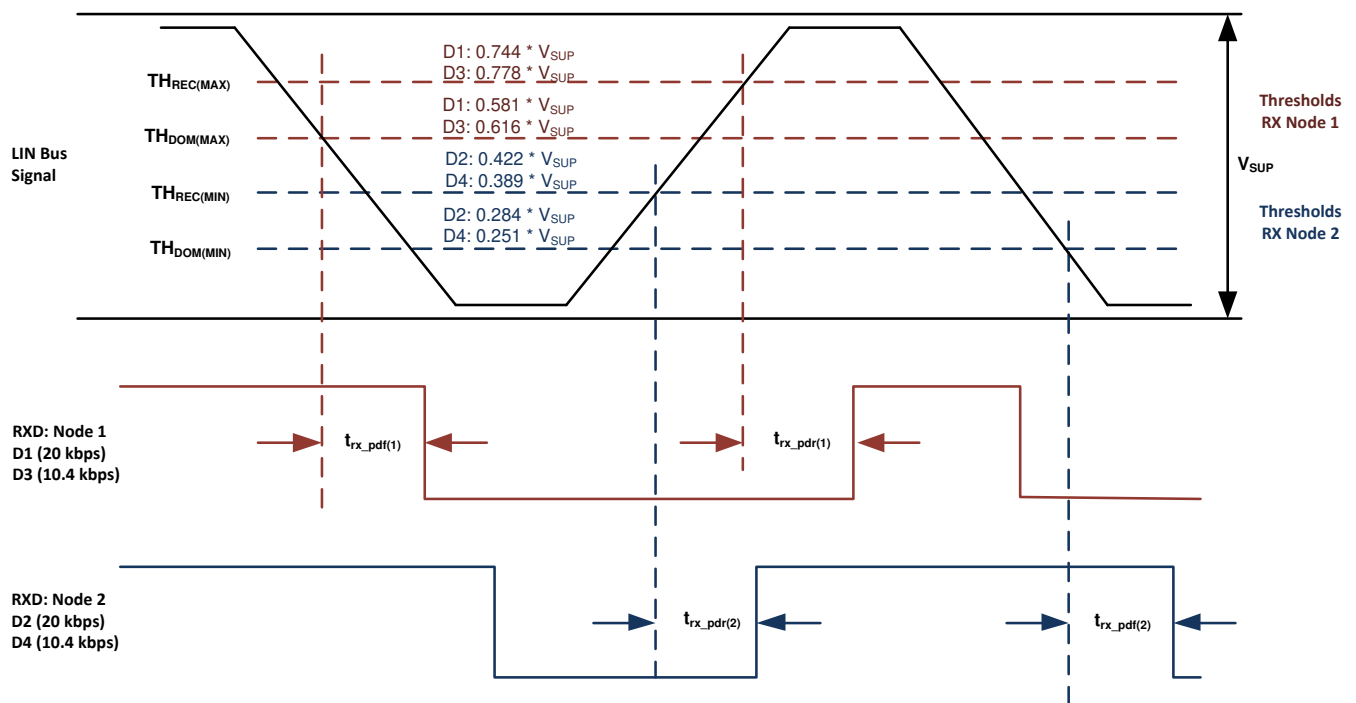 D1: 0.744 * VSUP
THREC(MAX)
D3: 0.778 * VSUP
D1: 0.581 * VSUP
THDOM(MAX)
D3: 0.616 * VSUP
Thresholds
RX Node 1
LIN Bus
Signal
D2: 0.422 * VSUP
THREC(MIN)
D4: 0.389 * VSUP
VSUP
D2: 0.284 * VSUP
THDOM(MIN)
D4: 0.251 * VSUP
Thresholds
RX Node 2
RXD: Node 1
D1 (20 kbps)
D3 (10.4 kbps)
trx_pdf(1)
trx_pdr(1)
RXD: Node 2
D2 (20 kbps)
D4 (10.4 kbps)
trx_pdr(2)
trx_pdf(2)